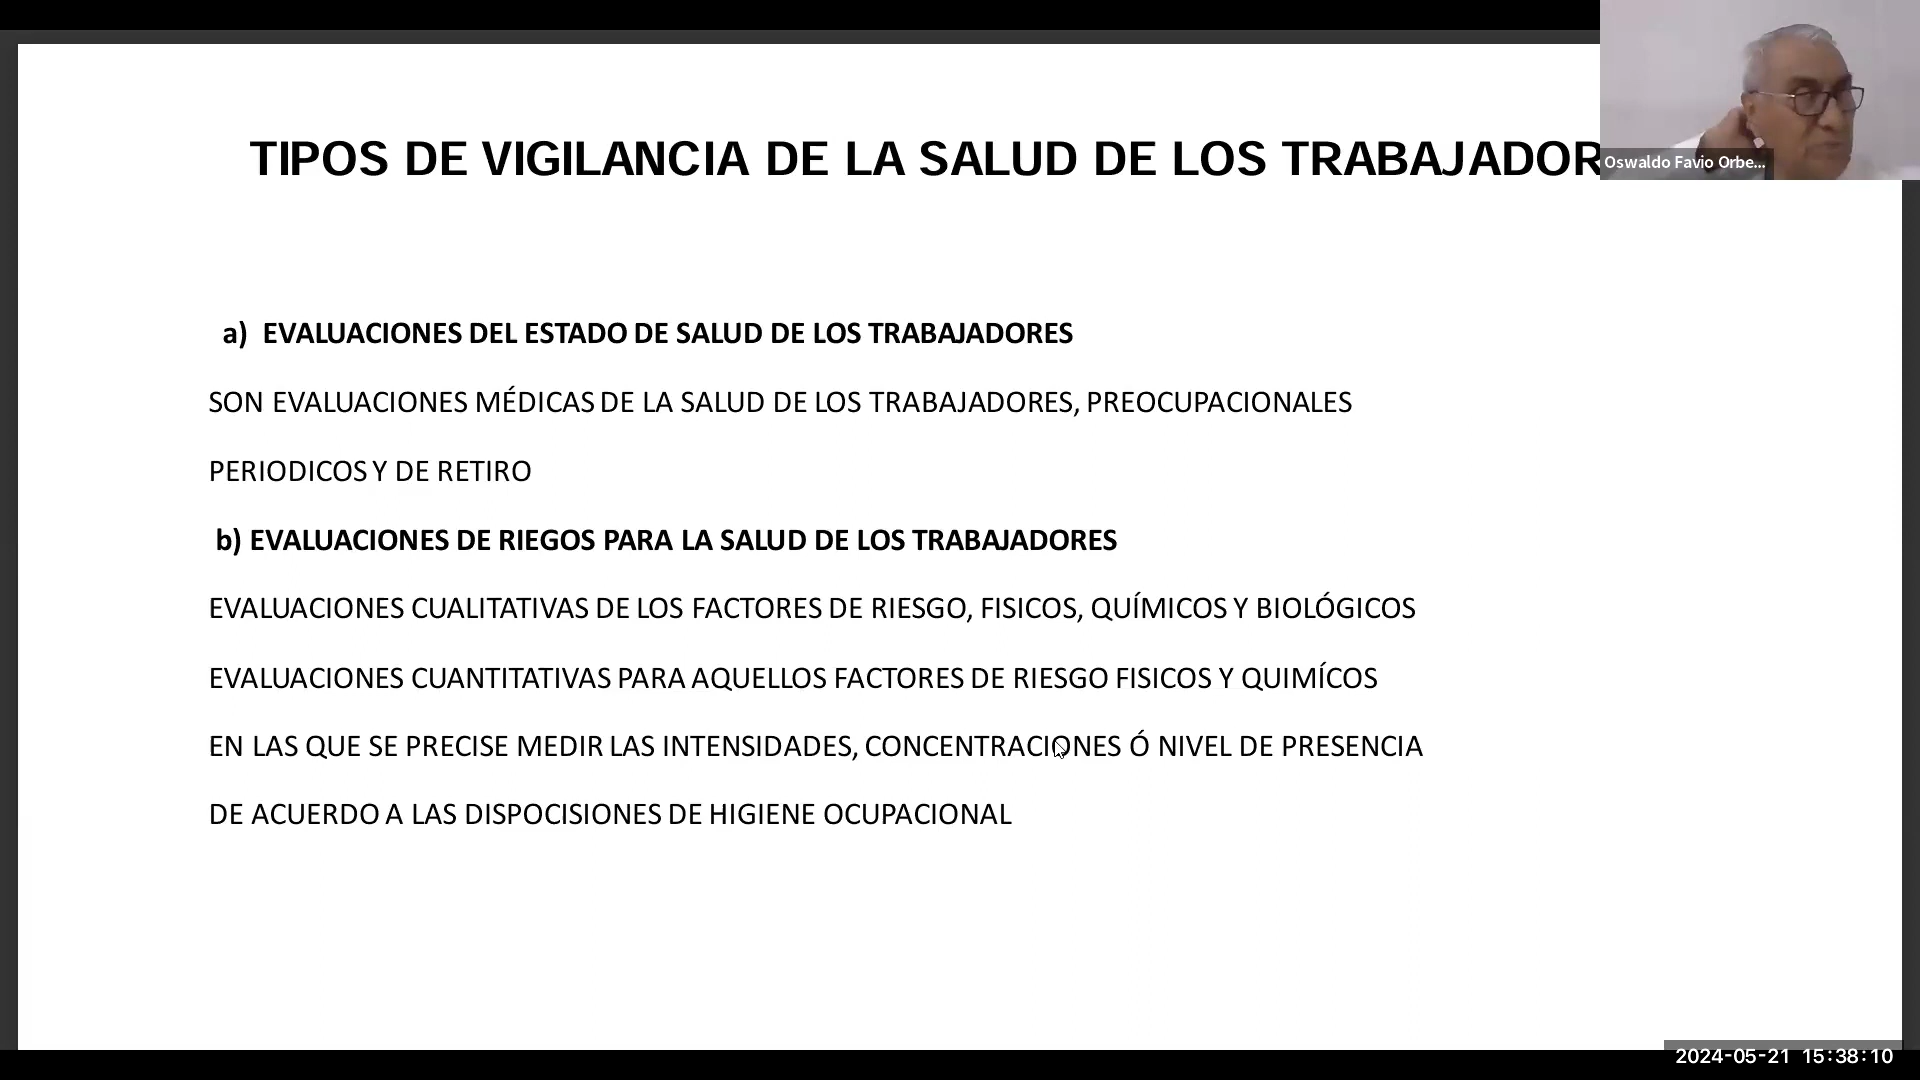 TIPOS DE VIGILANCIA DE LA SALUD DE LOS TRABAJADOR
Oswaldo Favio Orbe...
a) EVALUACIONES DEL ESTADO DE SALUD DE LOS TRABAJADORES
SON EVALUACIONES MÉDICAS DE LA SALUD DE LOS TRABAJADORES, PREOCUPACIONALES
PERIODICOS Y DE RETIRO
b) EVALUACIONES DE RIEGOS PARA LA SALUD DE LOS TRABAJADORES
EVALUACIONES CUALITATIVAS DE LOS FACTORES DE RIESGO, FISICOS, QUÍMICOS Y BIOLÓGICOS
EVALUACIONES CUANTITATIVAS PARA AQUELLOS FACTORES DE RIESGO FISICOS Y QUIMÍCOS
EN LAS QUE SE PRECISE MEDIR LAS INTENSIDADES, CONCENTRACIONES Ó NIVEL DE PRESENCIA
DE ACUERDO A LAS DISPOCISIONES DE HIGIENE OCUPACIONAL
2024-05-21 15:38:10